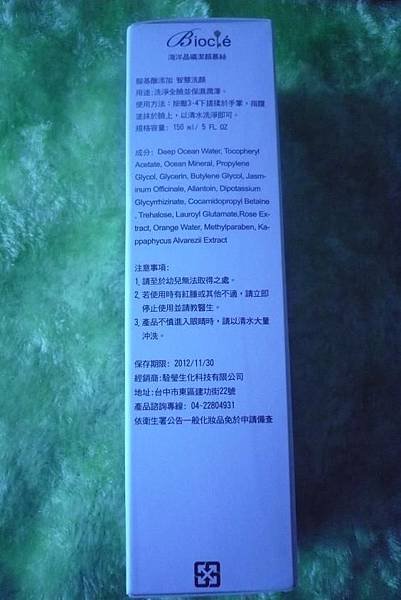 Bioclé
海洋晶礦潔顏慕絲
胺基酸添加 智慧洗顏
用途:洗淨全臉並保濕潤澤。
使用方法：按壓3-4下搓揉於手掌，指腹
塗抹於臉上，以清水洗淨即可。
規格容量: 150 ml/ 5 FL OZ
成分: Deep Ocean Water, Tocopheryl
Acetate, Ocean Mineral, Propylene
Glycol, Glycerin, Butylene Glycol, Jasm-
inum Officinale, Allantoin, Dipotassium
Glycyrrhizinate, Cocamidopropyl Betaine
, Trehalose, Lauroyl Glutamate,Rose Ex-
tract, Orange Water, Methylparaben, Ka-
ppaphycus Alvarezii Extract
注意事項:
1. 請至於幼兒無法取得之處。
2. 若使用時有紅腫或其他不適，請立即
停止使用並請教醫生。
3. 產品不慎進入眼睛時，請以清水大量
沖洗。
保存期限: 2012/11/30
經銷商:駿瑩生化科技有限公司
地址:台中市東區建功街22號
產品諮詢專線: 04-22804931
依衛生署公告一般化妝品免於申請備查